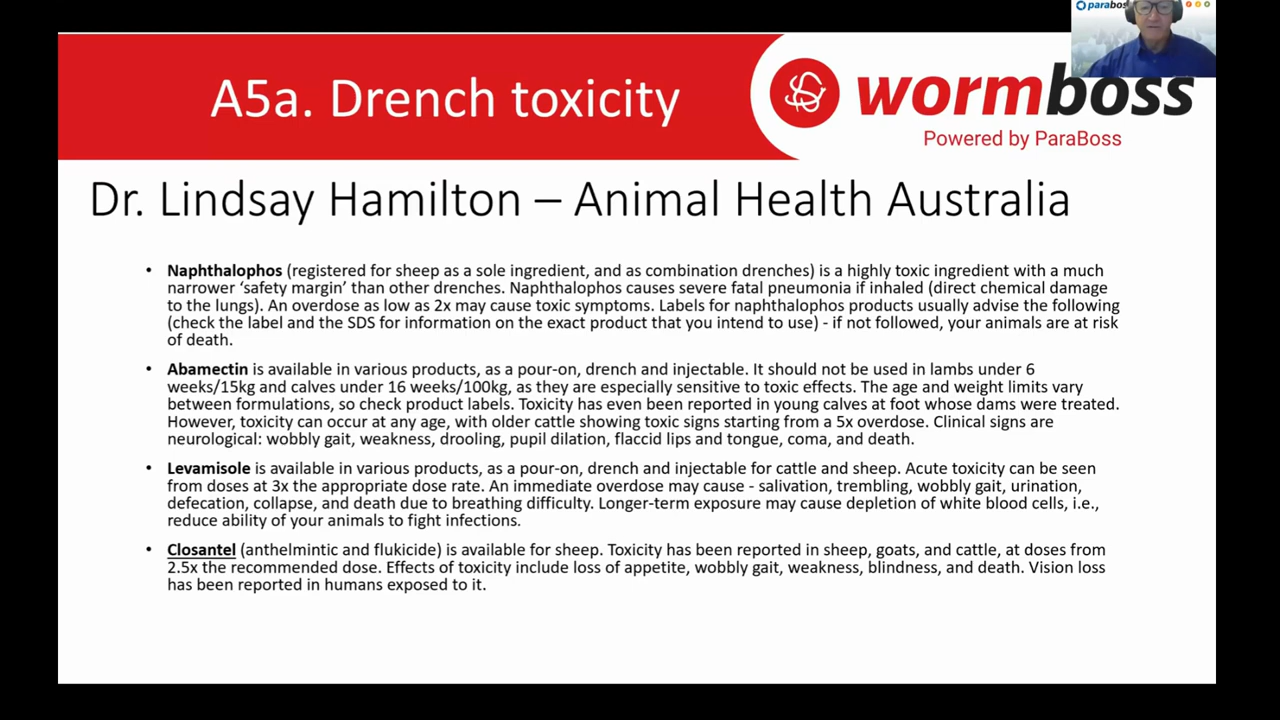 parabos
A5a. Drench toxicity
wormboss
Powered by ParaBoss
Dr. Lindsay Hamilton – Animal Health Australia
• Naphthalophos (registered for sheep as a sole ingredient, and as combination drenches) is a highly toxic ingredient with a much
narrower ‘safety margin’ than other drenches. Naphthalophos causes severe fatal pneumonia if inhaled (direct chemical damage
to the lungs). An overdose as low as 2x may cause toxic symptoms. Labels for naphthalophos products usually advise the following
(check the label and the SDS for information on the exact product that you intend to use) - if not followed, your animals are at risk
of death.
• Abamectin is available in various products, as a pour-on, drench and injectable. It should not be used in lambs under 6
weeks/15kg and calves under 16 weeks/100kg, as they are especially sensitive to toxic effects. The age and weight limits vary
between formulations, so check product labels. Toxicity has even been reported in young calves at foot whose dams were treated.
However, toxicity can occur at any age, with older cattle showing toxic signs starting from a 5x overdose. Clinical signs are
neurological: wobbly gait, weakness, drooling, pupil dilation, flaccid lips and tongue, coma, and death.
• Levamisole is available in various products, as a pour-on, drench and injectable for cattle and sheep. Acute toxicity can be seen
from doses at 3x the appropriate dose rate. An immediate overdose may cause - salivation, trembling, wobbly gait, urination,
defecation, collapse, and death due to breathing difficulty. Longer-term exposure may cause depletion of white blood cells, i.e.,
reduce ability of your animals to fight infections.
• Closantel (anthelmintic and flukicide) is available for sheep. Toxicity has been reported in sheep, goats, and cattle, at doses from
2.5x the recommended dose. Effects of toxicity include loss of appetite, wobbly gait, weakness, blindness, and death. Vision loss
has been reported in humans exposed to it.